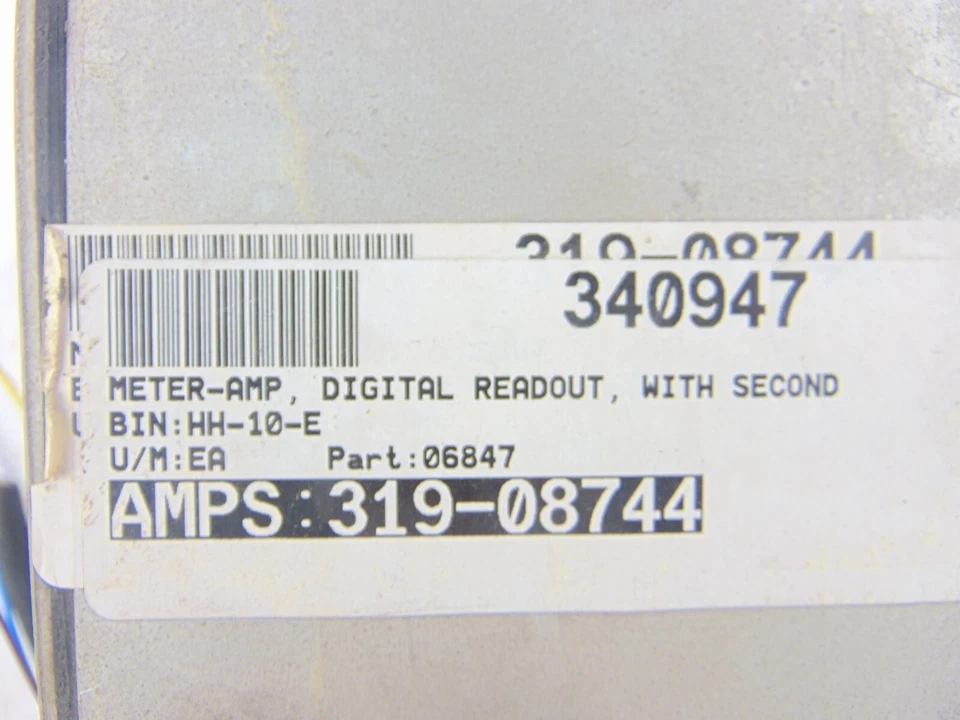 319-08744
340947
METER-AMP, DIGITAL READOUT, WITH SECOND
BIN:HH-10-E
U/M:EA Part:06847
AMPS:319-08744